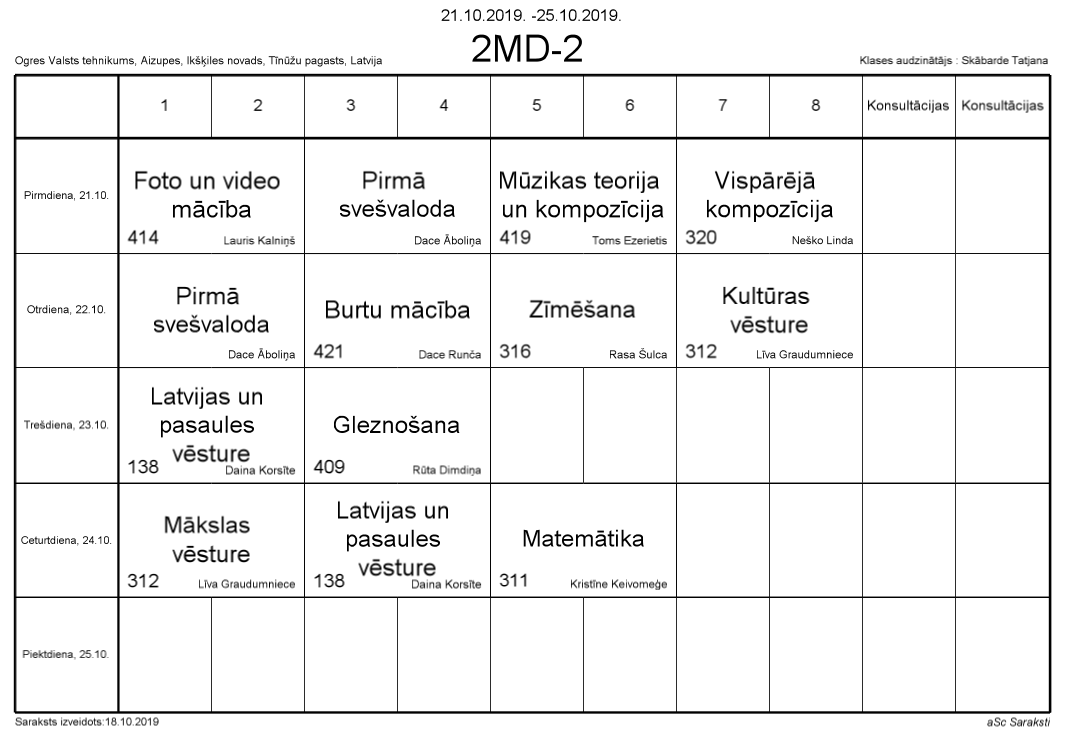 21.10.2019. -25.10.2019.
2MD-2
Ogres Valsts tehnikums, Aizupes, Ikšķiles novads, Tīnūžu pagasts, Latvija
Klases audzinātājs : Skābarde Tatjana
1 2 3 4 5 6 7 8 Konsultācijas Konsultācijas
Pirmdiena, 21.10.
Foto un video
mācība
414 Lauris Kalniņš
Pirmā
svešvaloda
Dace Āboliņa
Mūzikas teorija
un kompozīcija
419 Toms Ezerietis
Vispārējā
kompozīcija
320 Neško Linda
Otrdiena, 22.10.
Pirmā
svešvaloda
Dace Āboliņa
Burtu mācība
421 Dace Runča
Zīmēšana
316 Rasa Šulca
Kultūras
vēsture
312 Līva Graudumniece
Trešdiena, 23.10.
Latvijas un
pasaules
vēsture
138 Daina Korsīte
Gleznošana
409 Rūta Dimdiņa
Ceturtdiena, 24.10.
Mākslas
vēsture
312 Līva Graudumniece
Latvijas un
pasaules
vēsture
138 Daina Korsīte
Matemātika
311 Kristīne Keivomeģe
Piektdiena, 25.10.
Saraksts izveidots:18.10.2019
aSc Saraksti